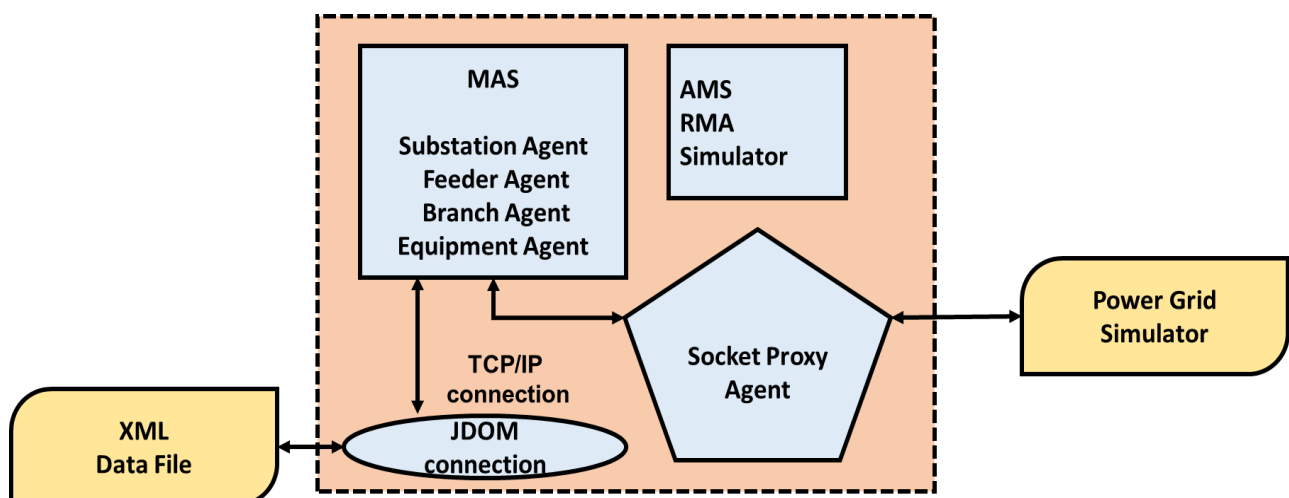 MAS
Substation Agent
Feeder Agent
Branch Agent
Equipment Agent
AMS
RMA
Simulator
Power Grid
Simulator
Socket Proxy
Agent
TCP/IP
connection
JDOM
connection
XML
Data File